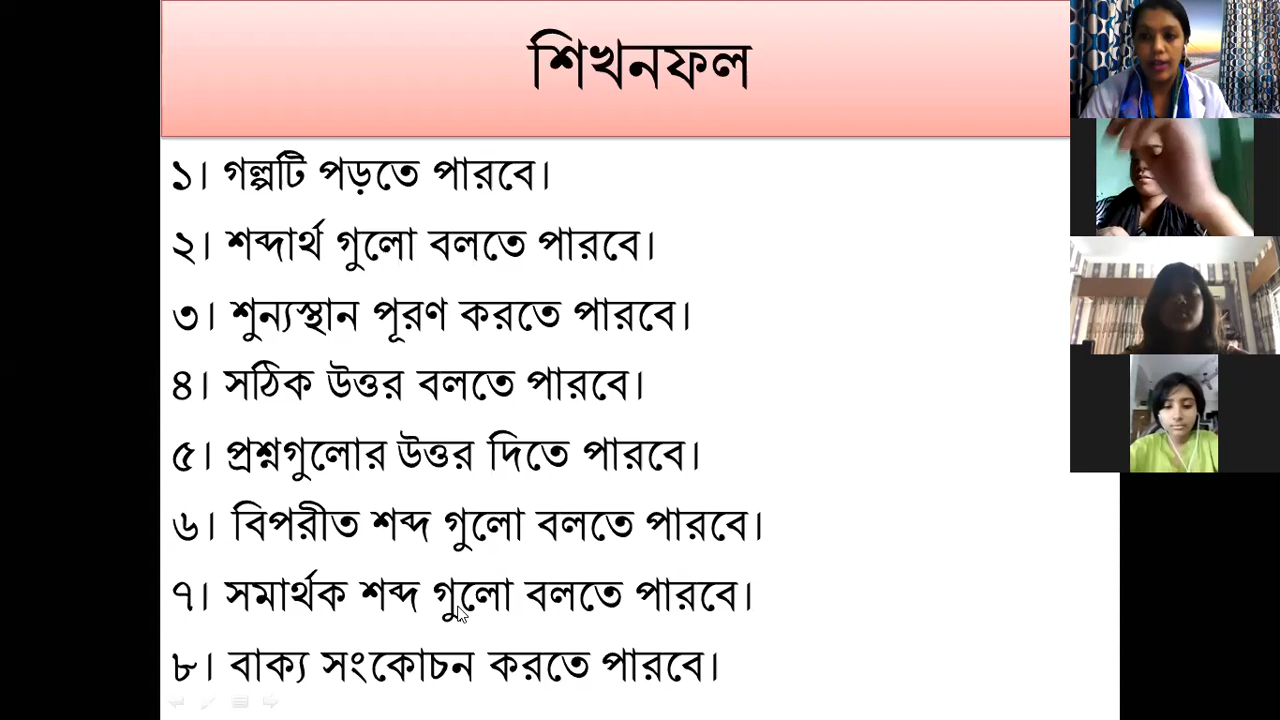 শিখনফল
১। গল্পটি পড়তে পারবে।
২। শব্দার্থ গুলো বলতে পারবে।
৩। শুন্যস্থান পূরণ করতে পারবে।
৪। সঠিক উত্তর বলতে পারবে।
৫। প্রশ্নগুলোর উত্তর দিতে পারবে।
৬। বিপরীত শব্দ গুলো বলতে পারবে।
৭। সমার্থক শব্দ গুলো বলতে পারবে।
৮। বাক্য সংকোচন করতে পারবে।